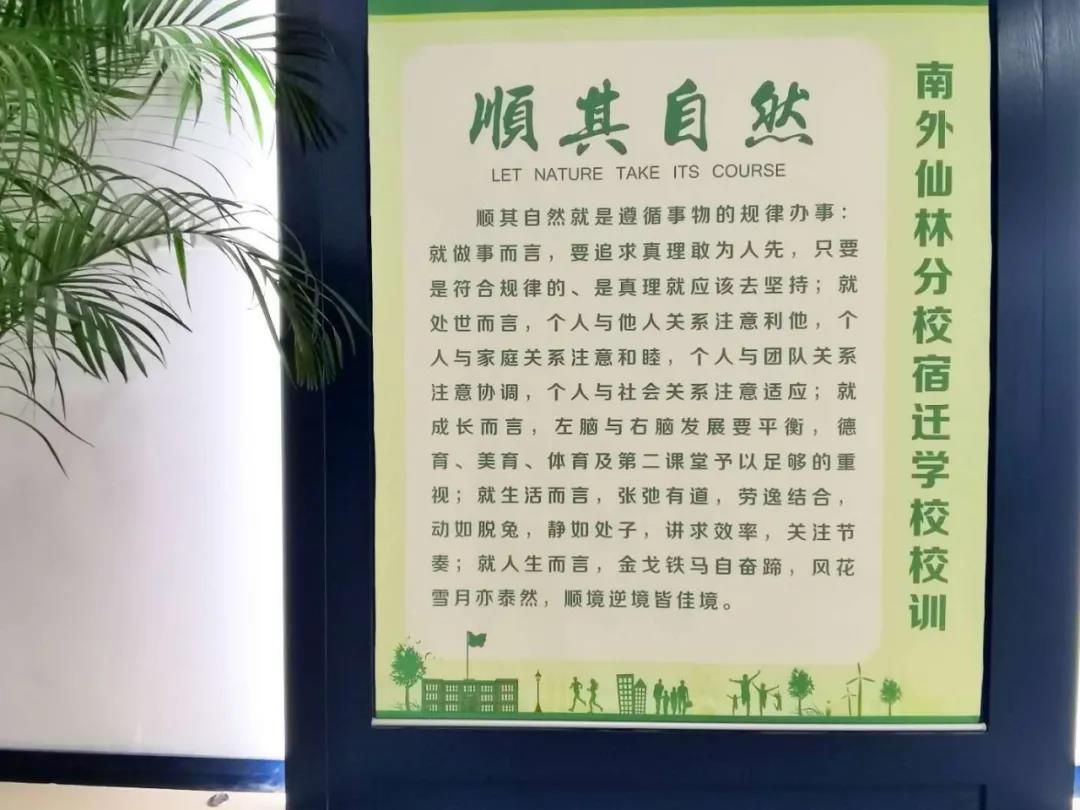 順其自然
LET NATURE TAKE ITS COURSE
顺其自然就是遵循事物的规律办事：
就做事而言，要追求真理敢为人先，只要
是符合规律的、是真理就应该去坚持；就
处世而言，个人与他人关系注意利他，个
人与家庭关系注意和睦，个人与团队关系
注意协调，个人与社会关系注意适应；就
成长而言，左脑与右脑发展要平衡，德
育、美育、体育及第二课堂予以足够的重
视；就生活而言，张弛有道，劳逸结合，
动如脱兔，静如处子，讲求效率，关注节
奏；就人生而言，金戈铁马自奋蹄，风花
雪月亦泰然，顺境逆境皆佳境。
南外仙林分校宿迁学校校训